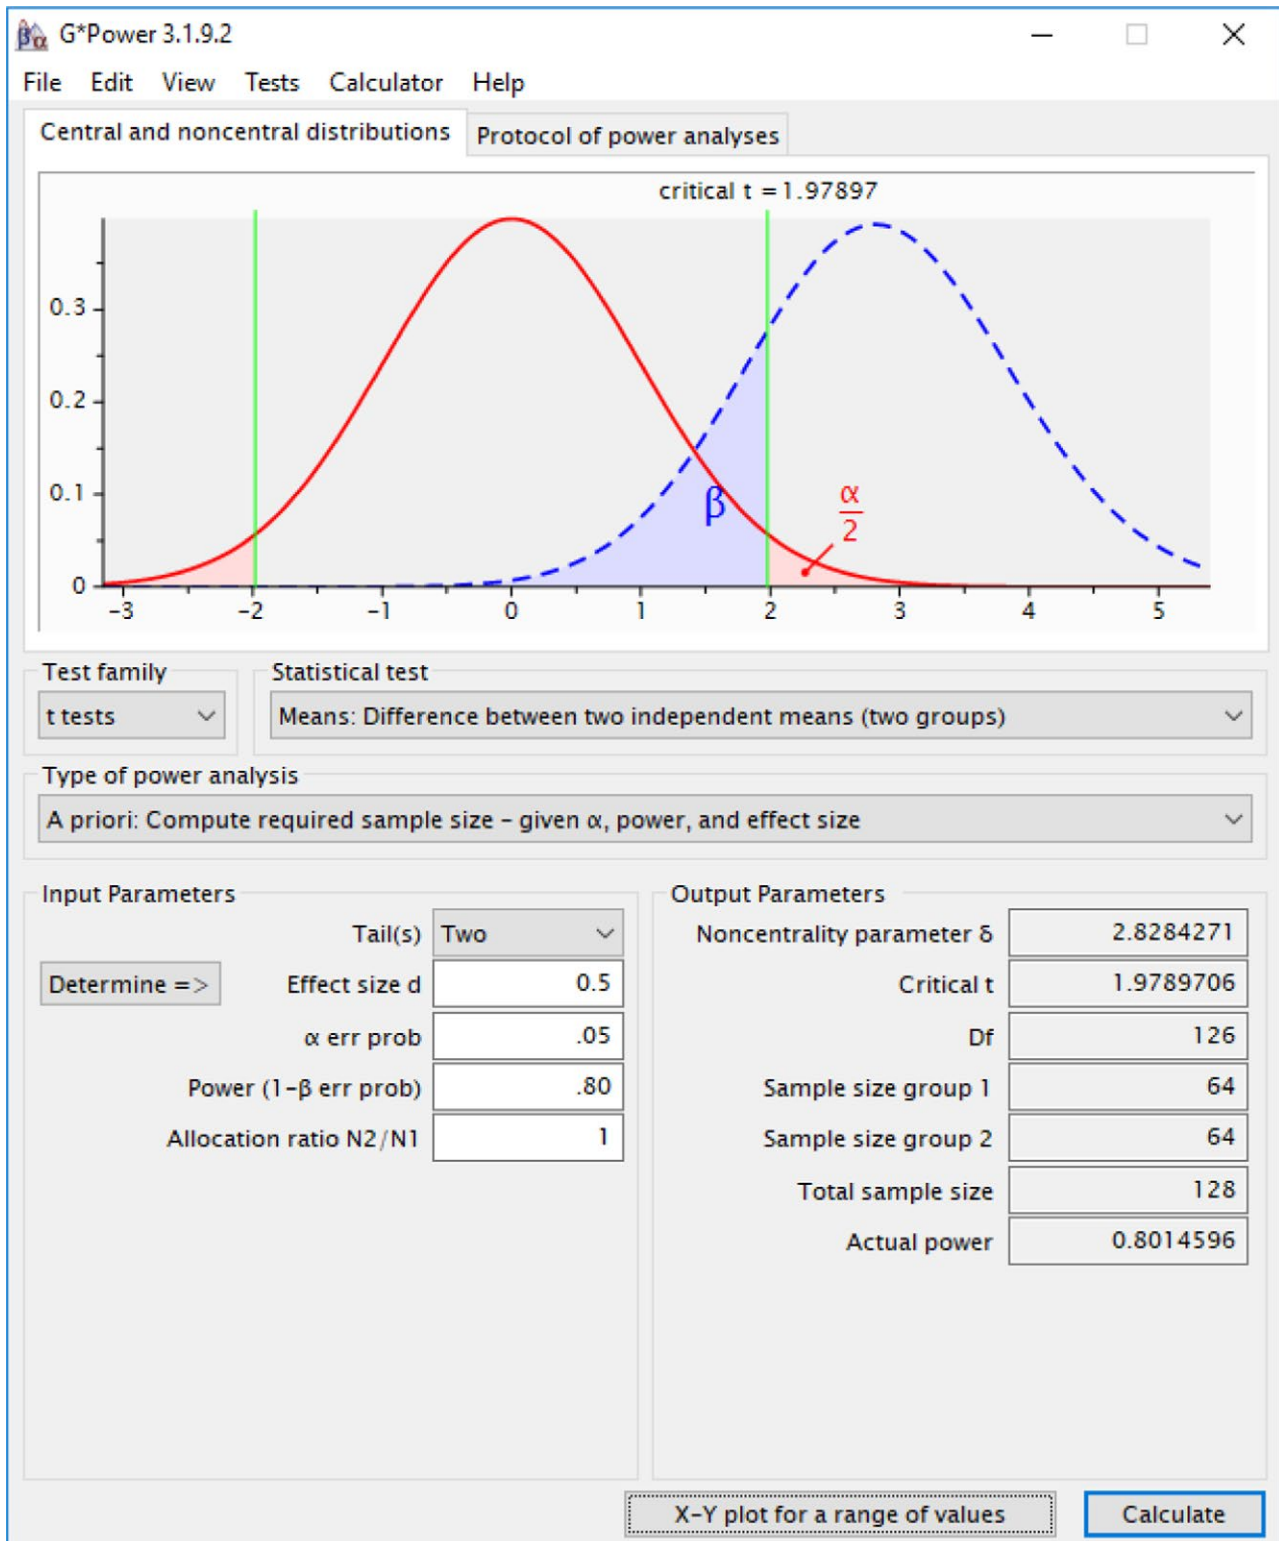 G*Power 3.1.9.2
File Edit View Tests Calculator Help
Central and noncentral distributions Protocol of power analyses
critical t = 1.97897
0.3
0.2
0.1
0
β
α
2
-3 -2 -1 0 1 2 3 4 5
Test family
t tests
Statistical test
Means: Difference between two independent means (two groups)
Type of power analysis
A priori: Compute required sample size – given α, power, and effect size
Input Parameters
Tail(s) Two
Determine => Effect size d 0.5
α err prob .05
Power (1-β err prob) .80
Allocation ratio N2/N1 1
Output Parameters
Noncentrality parameter δ 2.8284271
Critical t 1.9789706
Df 126
Sample size group 1 64
Sample size group 2 64
Total sample size 128
Actual power 0.8014596
X-Y plot for a range of values Calculate